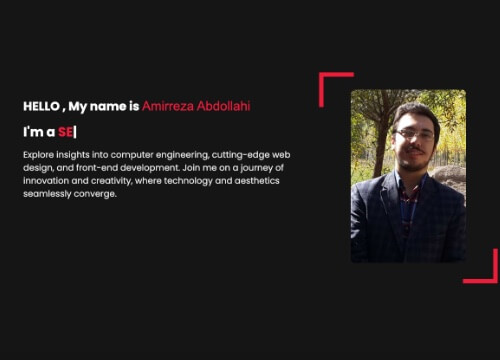 HELLO , My name is Amirreza Abdollahi
I'm a SE|
Explore insights into computer engineering, cutting-edge web
design, and front-end development. Join me on a journey of
innovation and creativity, where technology and aesthetics
seamlessly converge.